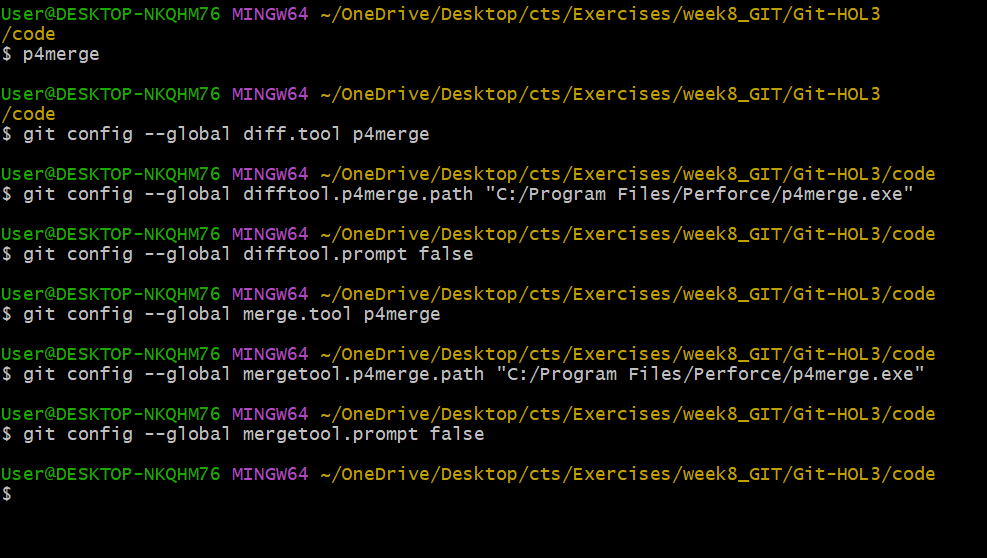 User@DESKTOP-NKQHM76 MINGW64 ~/OneDrive/Desktop/cts/Exercises/week8_GIT/Git-HOL3
/code
$ p4merge
User@DESKTOP-NKQHM76 MINGW64 ~/OneDrive/Desktop/cts/Exercises/week8_GIT/Git-HOL3
/code
$ git config --global diff.tool p4merge
User@DESKTOP-NKQHM76 MINGW64 ~/OneDrive/Desktop/cts/Exercises/week8_GIT/Git-HOL3/code
$ git config --global difftool.p4merge.path "C:/Program Files/Perforce/p4merge.exe"
User@DESKTOP-NKQHM76 MINGW64 ~/OneDrive/Desktop/cts/Exercises/week8_GIT/Git-HOL3/code
$ git config --global difftool.prompt false
User@DESKTOP-NKQHM76 MINGW64 ~/OneDrive/Desktop/cts/Exercises/week8_GIT/Git-HOL3/code
$ git config --global merge.tool p4merge
User@DESKTOP-NKQHM76 MINGW64 ~/OneDrive/Desktop/cts/Exercises/week8_GIT/Git-HOL3/code
$ git config --global mergetool.p4merge.path "C:/Program Files/Perforce/p4merge.exe"
User@DESKTOP-NKQHM76 MINGW64 ~/OneDrive/Desktop/cts/Exercises/week8_GIT/Git-HOL3/code
$ git config --global mergetool.prompt false
User@DESKTOP-NKQHM76 MINGW64 ~/OneDrive/Desktop/cts/Exercises/week8_GIT/Git-HOL3/code
$